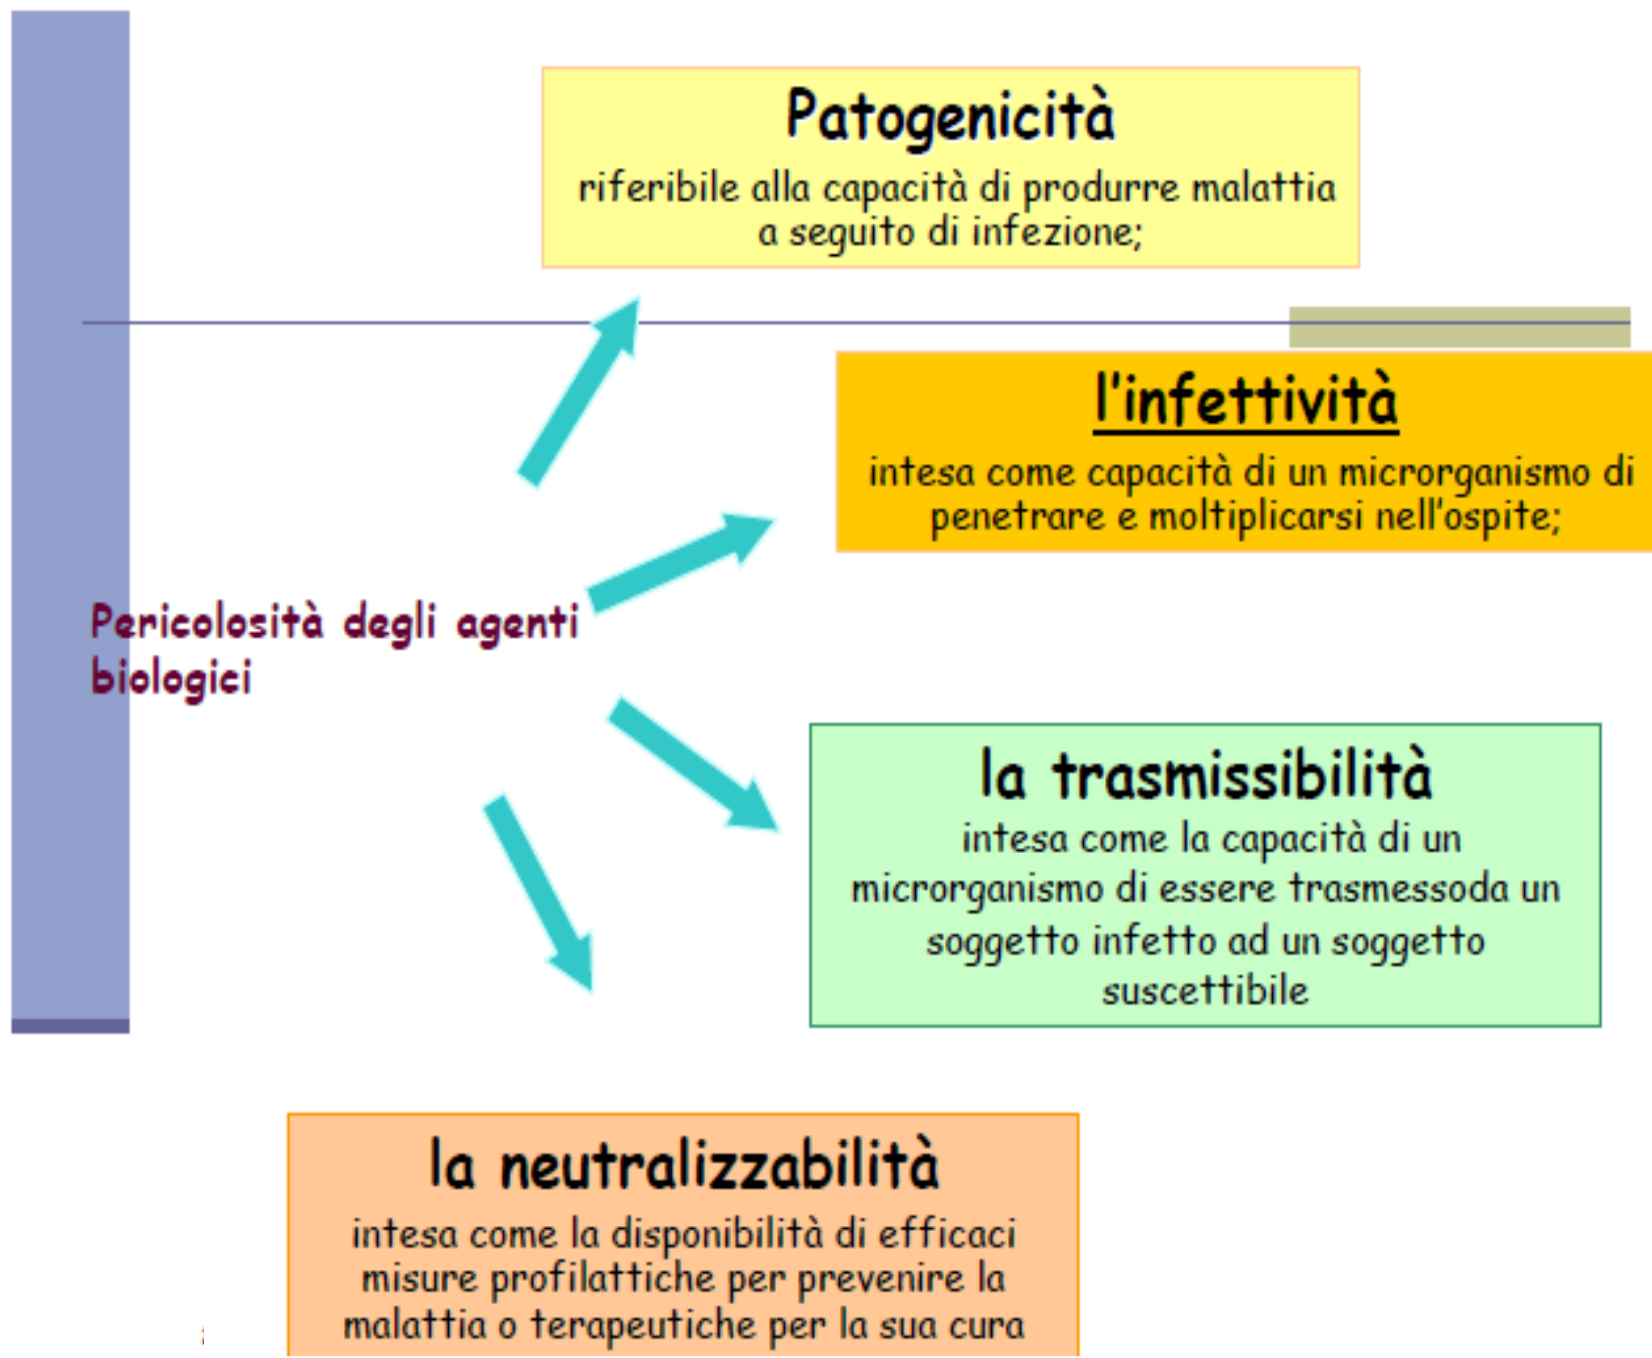 Patogenicità
riferibile alla capacità di produrre malattia
a seguito di infezione;
l'infettività
intesa come capacità di un microrganismo di
penetrare e moltiplicarsi nell'ospite;
Pericolosità degli agenti
biologici
la trasmissibilità
intesa come la capacità di un
microrganismo di essere trasmessoda un
soggetto infetto ad un soggetto
suscettibile
la neutralizzabilità
intesa come la disponibilità di efficaci
misure profilattiche per prevenire la
malattia o terapeutiche per la sua cura